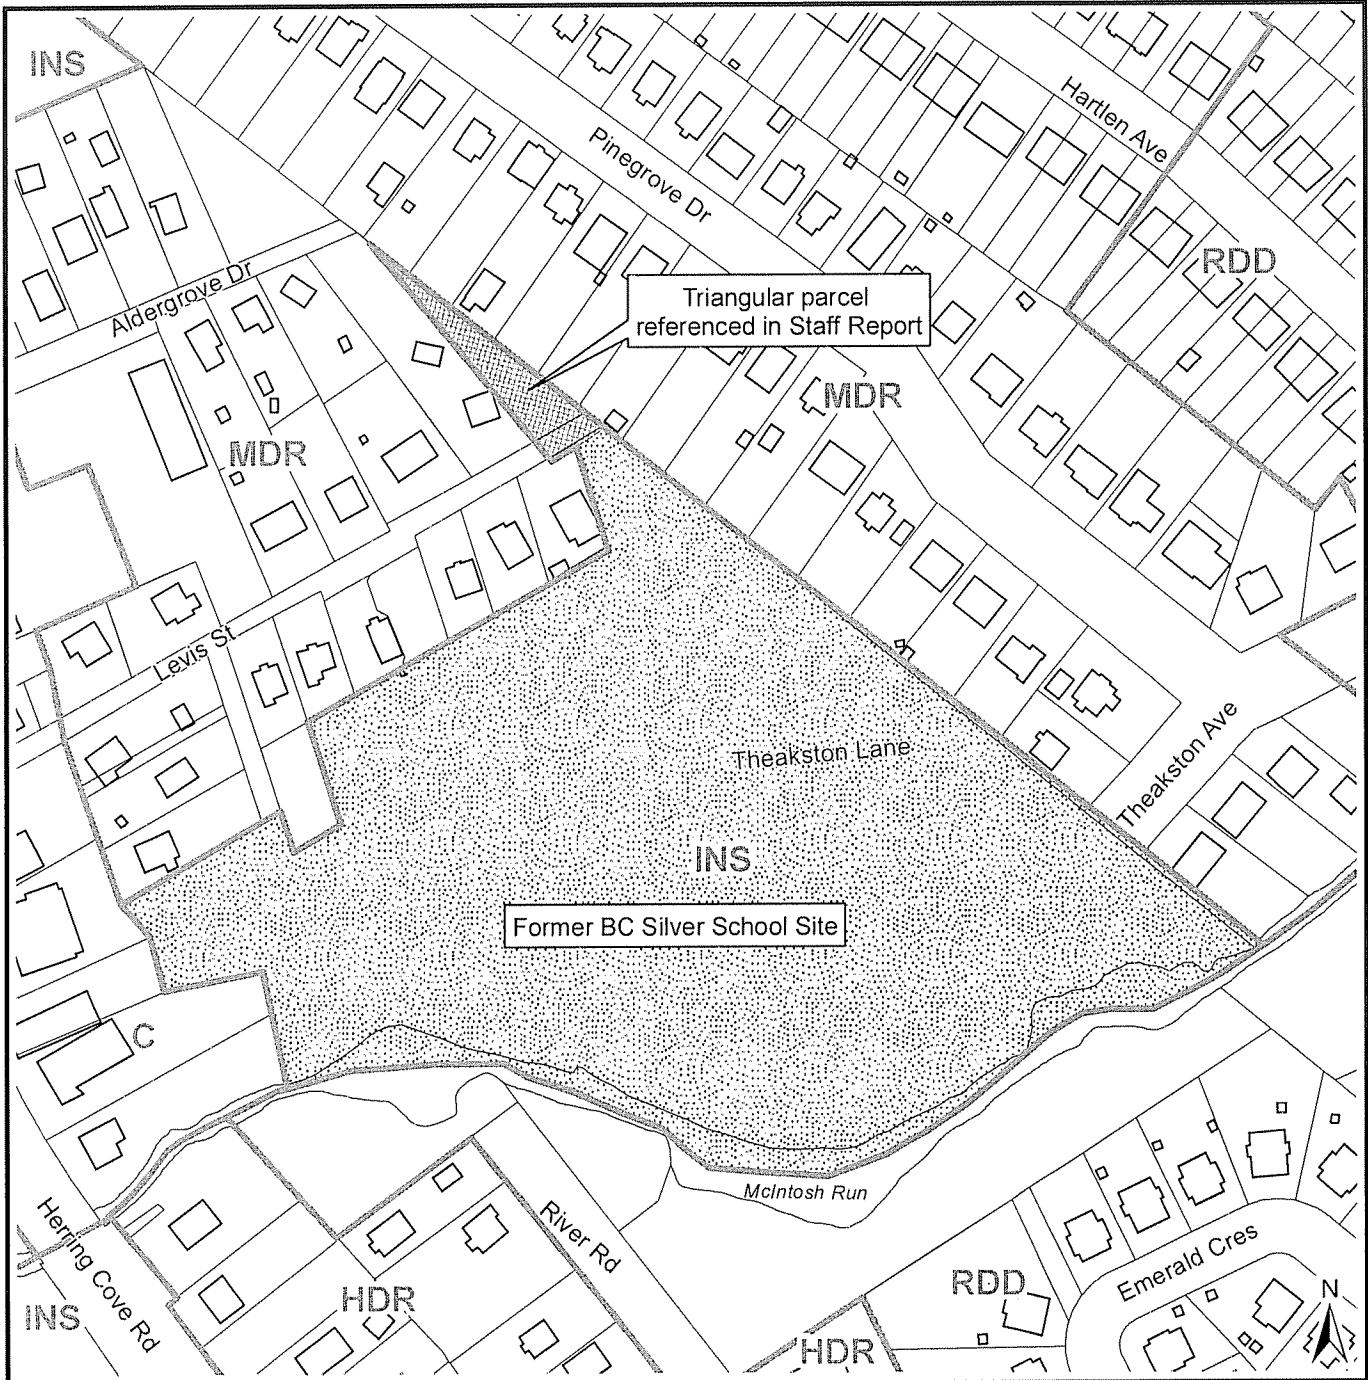 INS
Hartlen Ave
Pinegrove Dr
RDD
Aldergrove Dr
Triangular parcel
referenced in Staff Report
MDR
MDR
Levis St
Theakston Lane
Theakston Ave
INS
Former BC Silver School Site
C
McIntosh Run
Herring Cove Rd
River Rd
Emerald Cres
RDD
HDR
INS
HDR
N